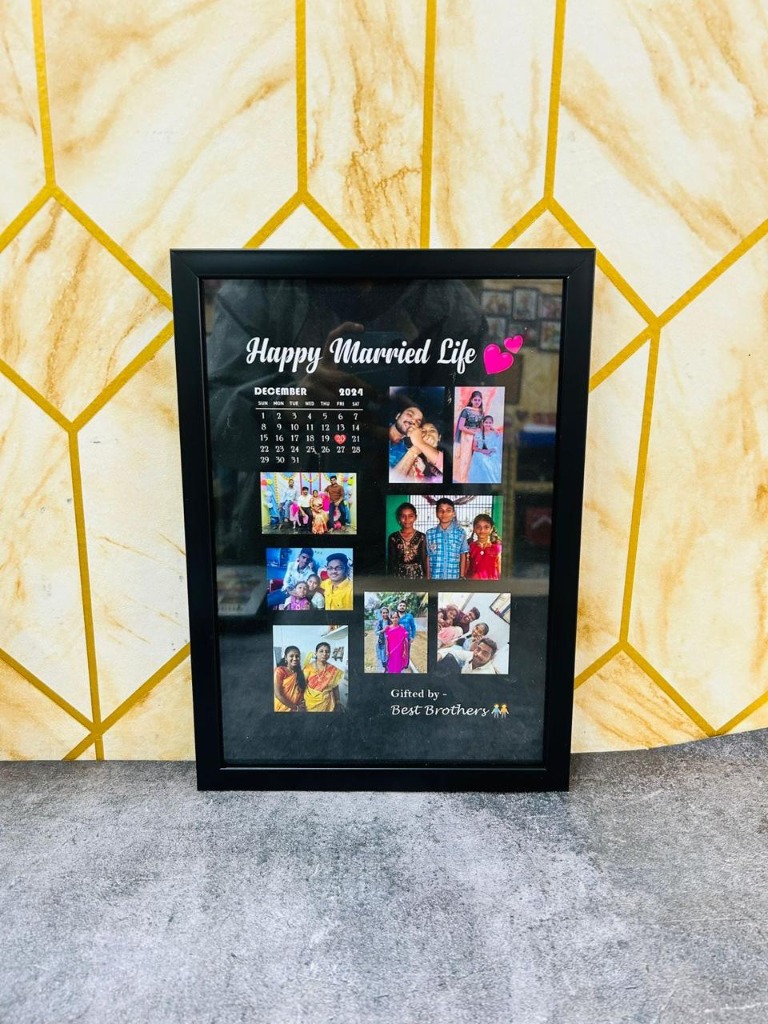 Happy Married Life 💕
DECEMBER 2024
SUN MON TUE WED THU FRI SAT
1 2 3 4 5 6 7
8 9 10 11 12 13 14
15 16 17 18 19 20 21
22 23 24 25 26 27 28
29 30 31
Gifted by -
Best Brothers